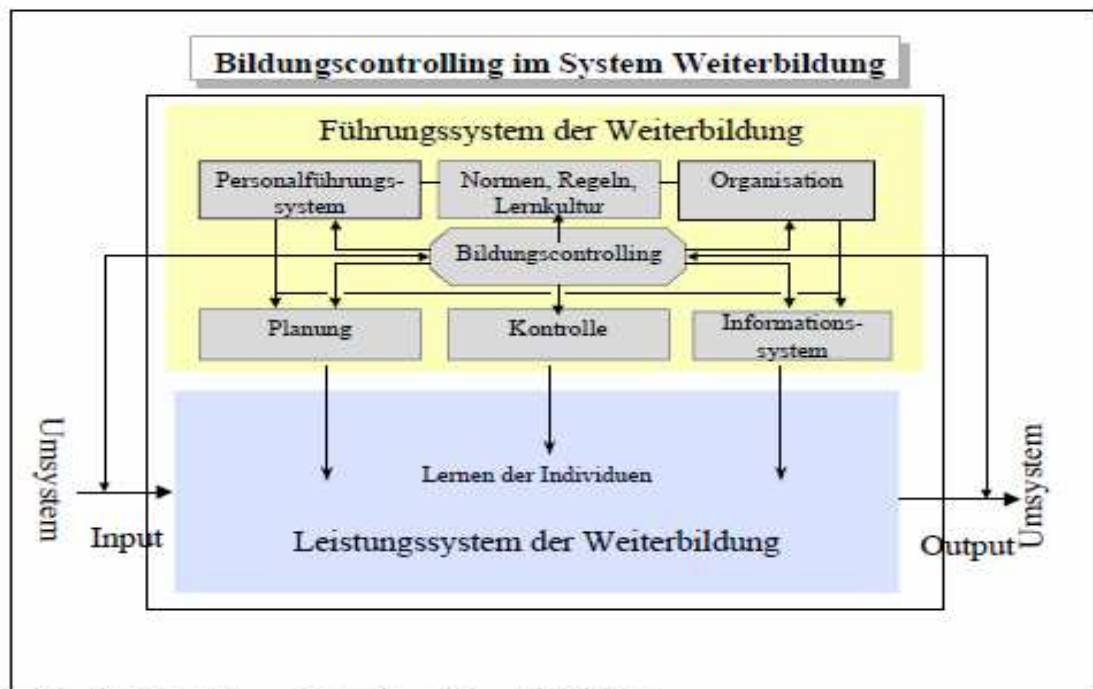 Bildungscontrolling im System Weiterbildung
Führungssystem der Weiterbildung
Personalführungs-
system
Normen, Regeln,
Lernkultur
Organisation
Bildungscontrolling
Planung
Kontrolle
Informations-
system
Umsystem
Input
Lernen der Individuen
Leistungssystem der Weiterbildung
Output
Umsystem